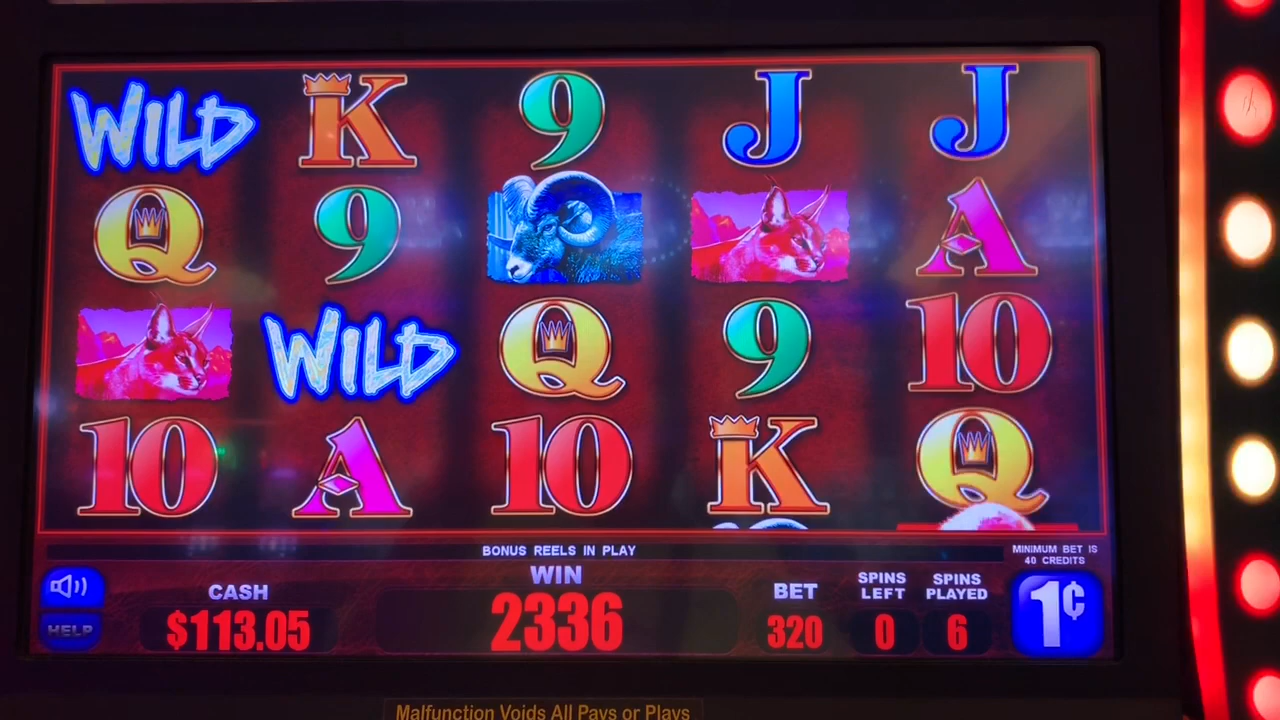 WILD K 9 J J
Q 9 A
WILD Q 9 10
10 A 10 K Q
BONUS REELS IN PLAY
MINIMUM BET IS
40 CREDITS
CASH
$113.05
WIN
2336
BET
320
SPINS
LEFT
0
SPINS
PLAYED
6
1¢
HELP
Malfunction Voids All Pays or Plays